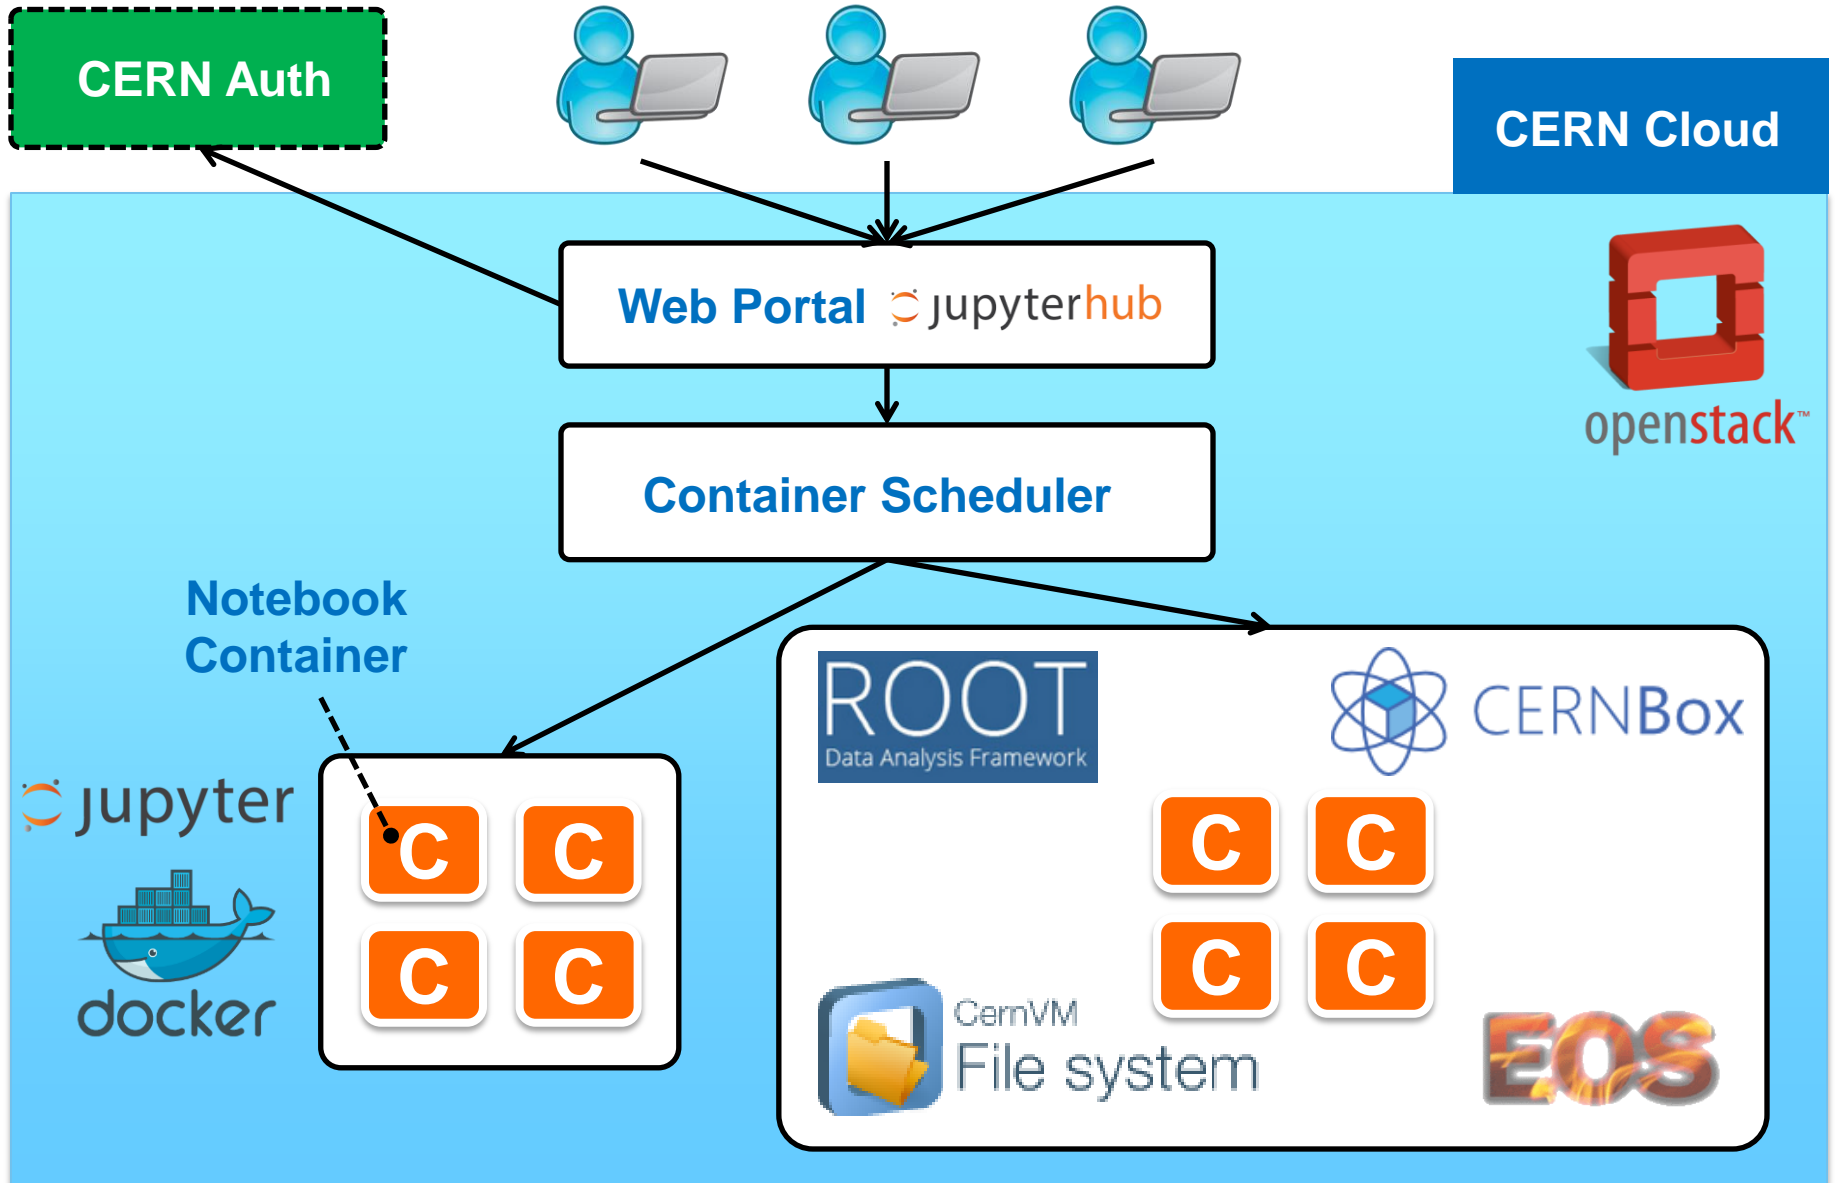 CERN Auth
CERN Cloud
Web Portal jupyterhub
openstack™
Container Scheduler
Notebook
Container
ROOT
Data Analysis Framework
CERNBox
jupyter
C C
C C
docker
C C
C C
CernVM
File system
EOS